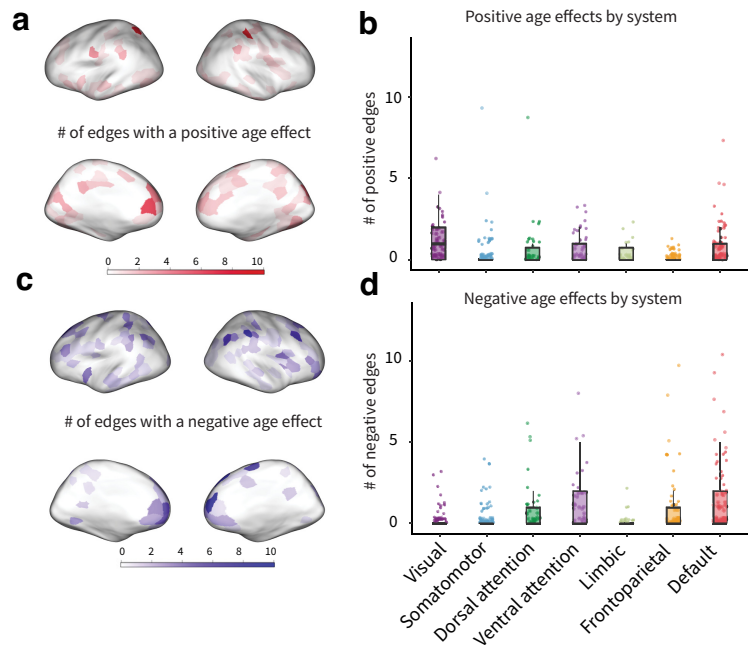 a
# of edges with a positive age effect
0 2 4 6 8 10
b
Positive age effects by system
# of positive edges
10
5
0
c
# of edges with a negative age effect
0 2 4 6 8 10
d
Negative age effects by system
# of negative edges
10
5
0
Visual
Somatomotor
Dorsal attention
Ventral attention
Limbic
Frontoparietal
Default